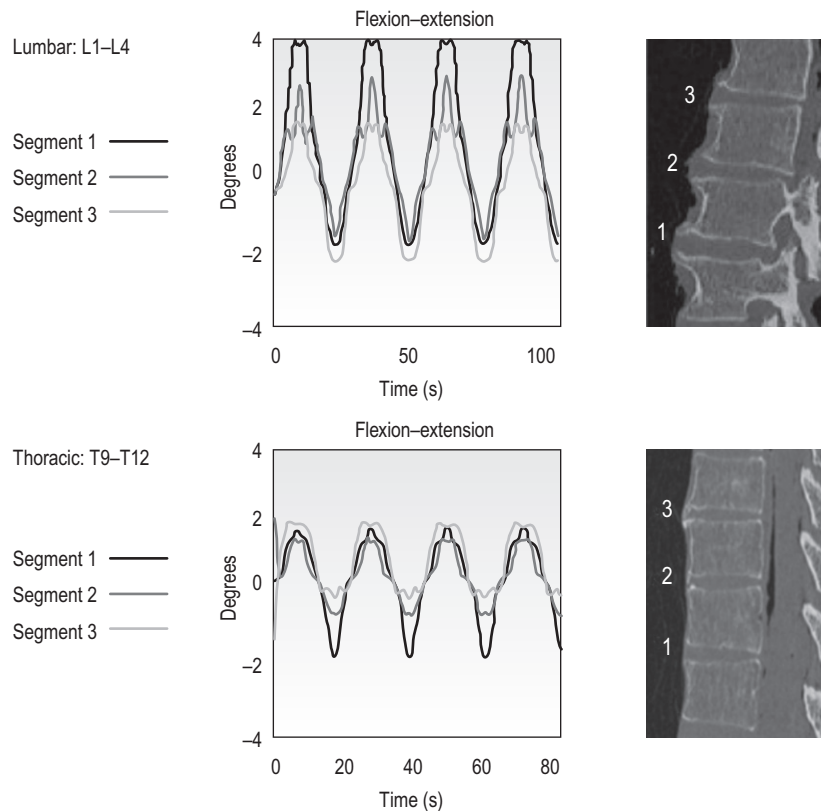 Lumbar: L1–L4
Segment 1
Segment 2
Segment 3
Flexion–extension
Degrees
4
2
0
–2
–4
0 50 100
Time (s)
3
2
1
Thoracic: T9–T12
Segment 1
Segment 2
Segment 3
Flexion–extension
Degrees
4
2
0
–2
–4
0 20 40 60 80
Time (s)
3
2
1